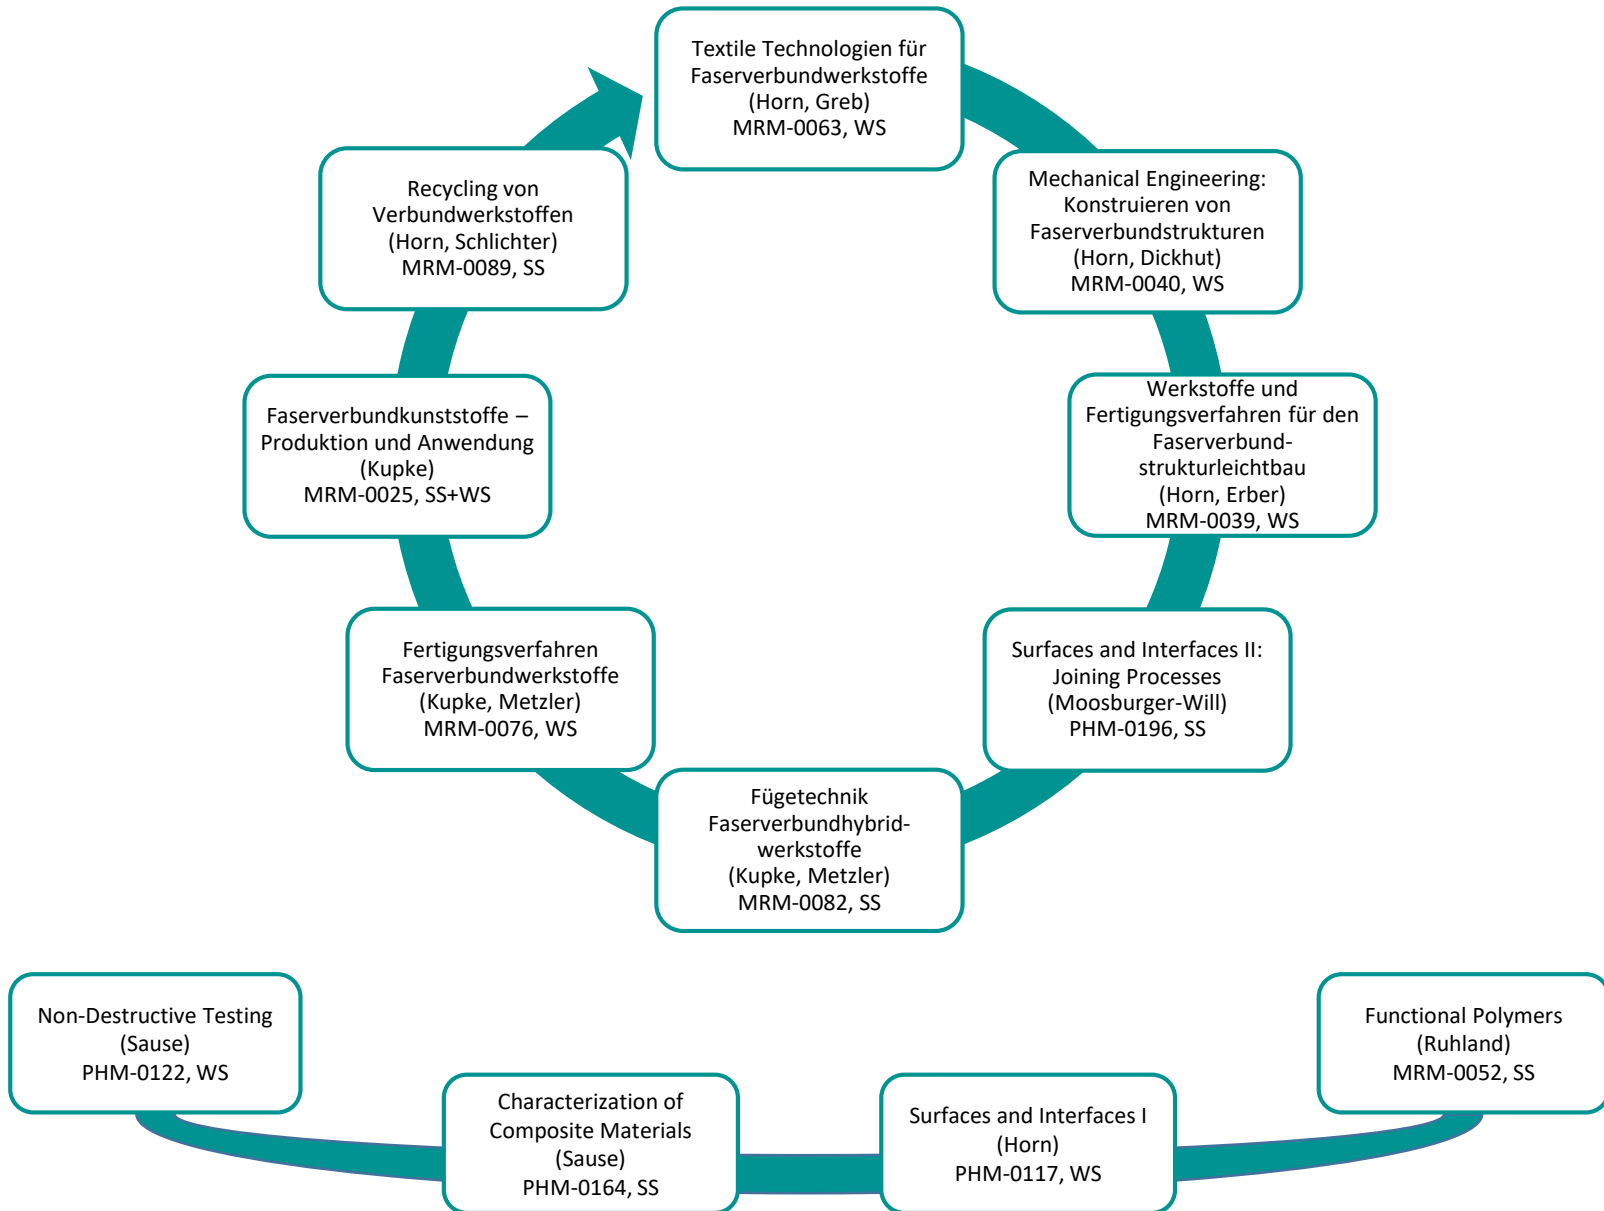 Textile Technologien für
Faserverbundwerkstoffe
(Horn, Greb)
MRM-0063, WS
Mechanical Engineering:
Konstruieren von
Faserverbundstrukturen
(Horn, Dickhut)
MRM-0040, WS
Werkstoffe und
Fertigungsverfahren für den
Faserverbund-
strukturleichtbau
(Horn, Erber)
MRM-0039, WS
Surfaces and Interfaces II:
Joining Processes
(Moosburger-Will)
PHM-0196, SS
Fügetechnik
Faserverbundhybrid-
werkstoffe
(Kupke, Metzler)
MRM-0082, SS
Fertigungsverfahren
Faserverbundwerkstoffe
(Kupke, Metzler)
MRM-0076, WS
Faserverbundkunststoffe –
Produktion und Anwendung
(Kupke)
MRM-0025, SS+WS
Recycling von
Verbundwerkstoffen
(Horn, Schlichter)
MRM-0089, SS
Non-Destructive Testing
(Sause)
PHM-0122, WS
Characterization of
Composite Materials
(Sause)
PHM-0164, SS
Surfaces and Interfaces I
(Horn)
PHM-0117, WS
Functional Polymers
(Ruhland)
MRM-0052, SS